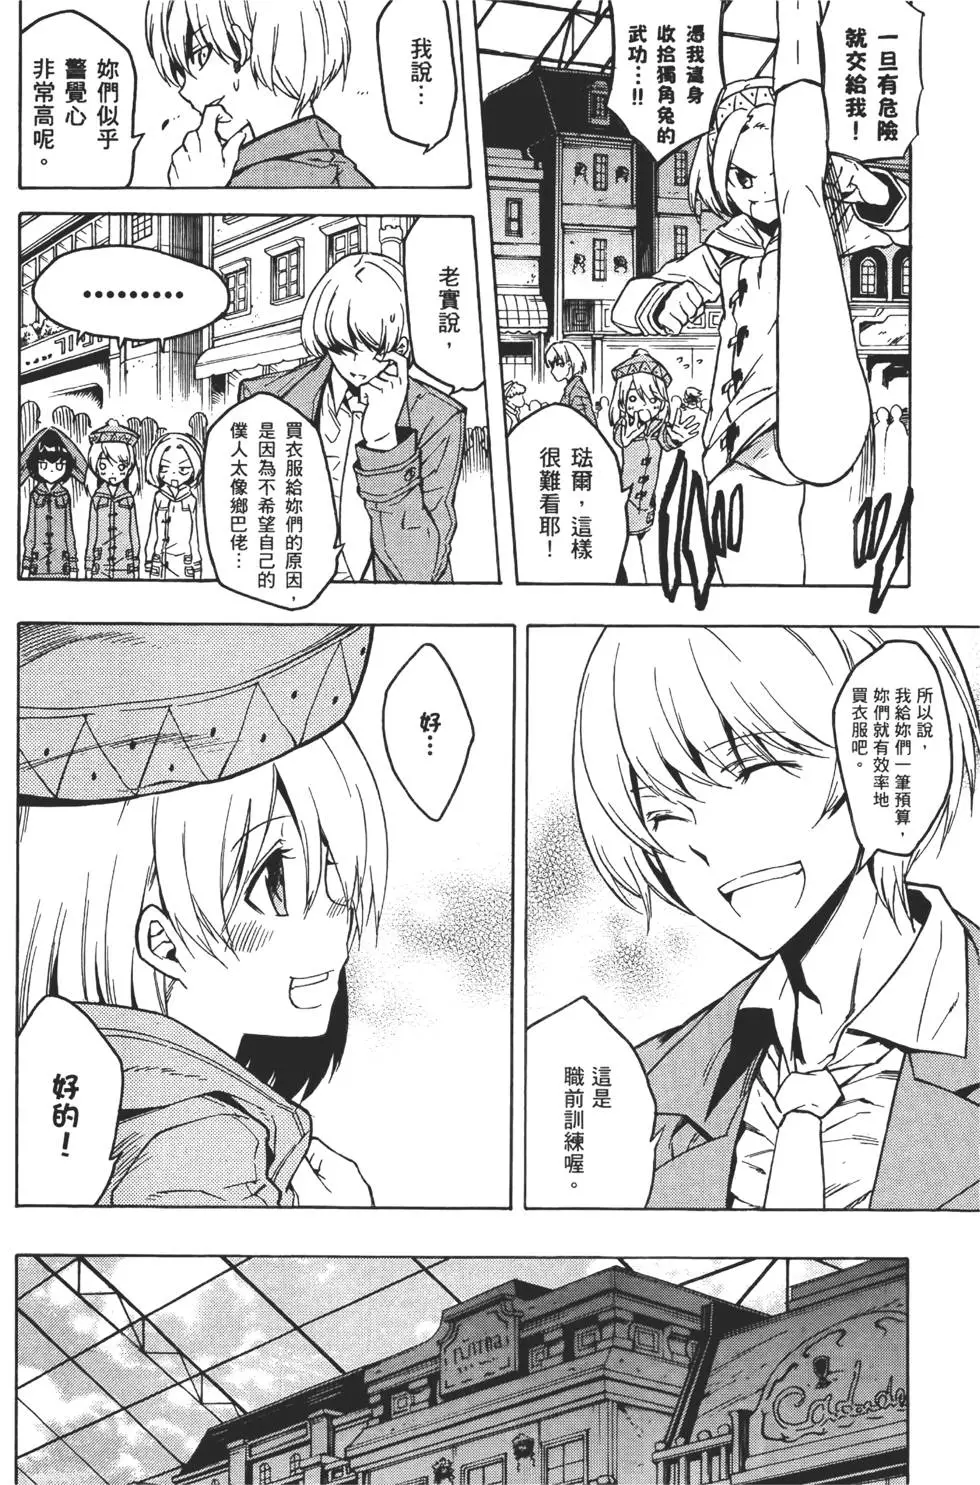 一旦有危險
就交給我！
憑我這身
收拾獨角兔的
武功…!!
琺爾，這樣
很難看耶！
我說…
妳們似乎
警覺心
非常高呢。
老實說，
買衣服給妳們的原因，
是因為不希望自己的
僕人太像鄉巴佬…
………
所以說，
我給妳們一筆預算，
妳們就有效率地
買衣服吧。
這是
職前訓練喔。
好…
好的！